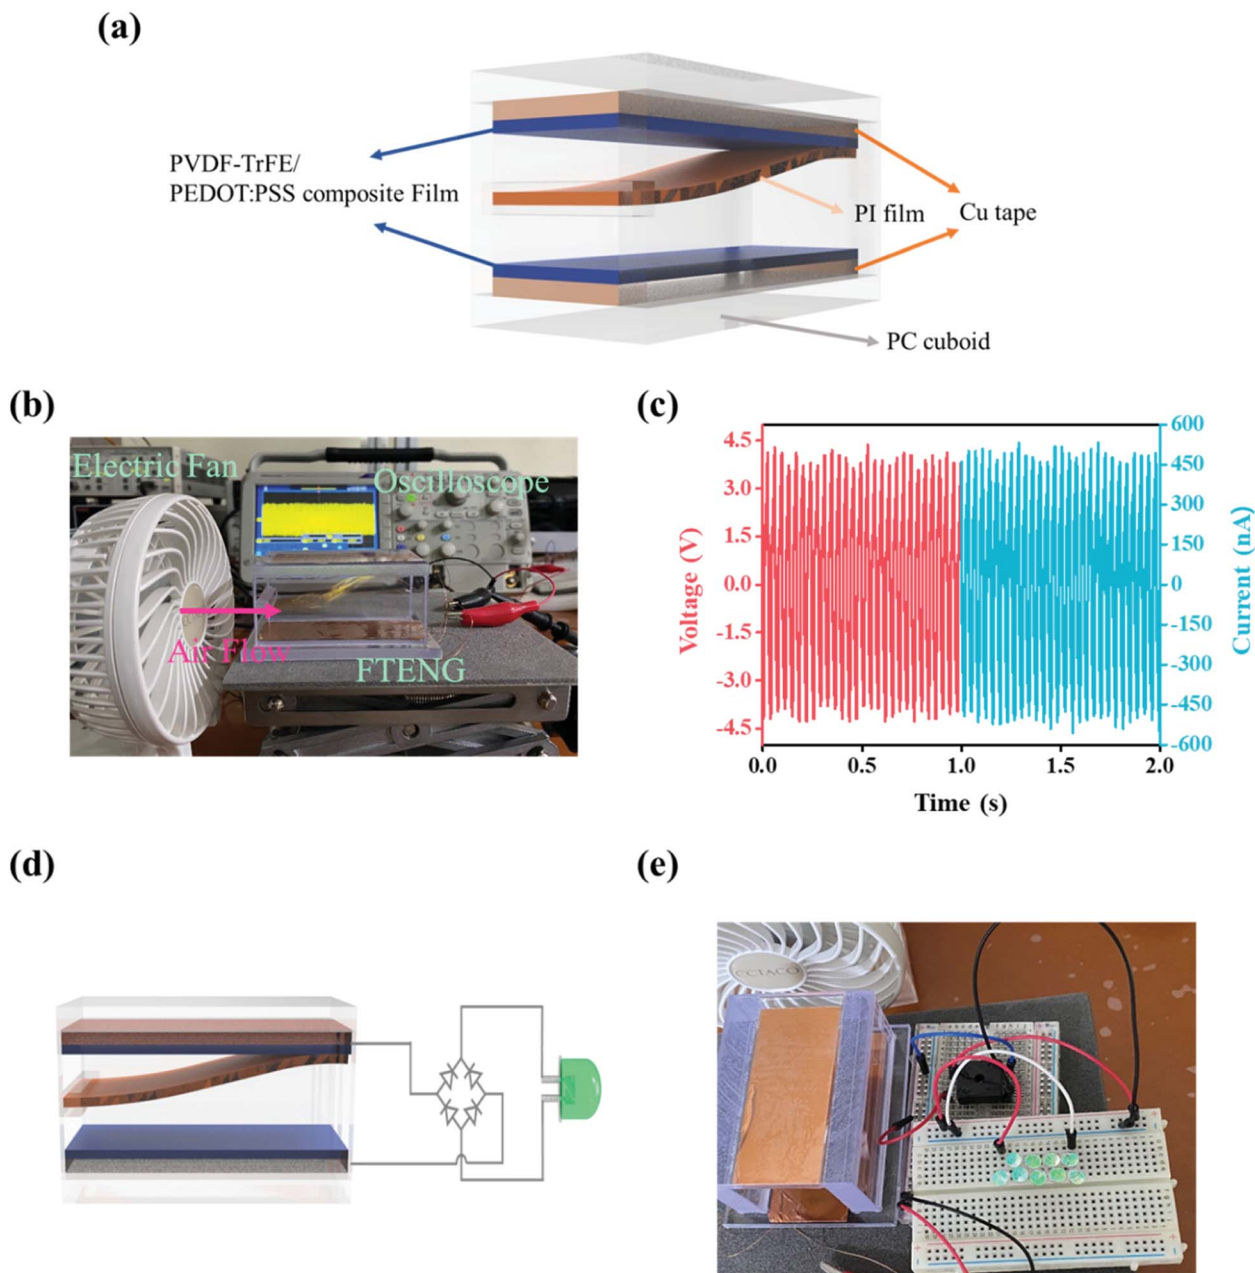 (a)
PVDF-TrFE/
PEDOT:PSS composite Film
PI film
Cu tape
PC cuboid
(b)
Electric Fan
Oscilloscope
Air Flow
FTENG
(c)
Voltage (V)
4.5
3.0
1.5
0.0
-1.5
-3.0
-4.5
600
450
300
150
0
-150
-300
-450
-600
Current (nA)
0.0
0.5
1.0
1.5
2.0
Time (s)
(d)
(e)
CCTACO